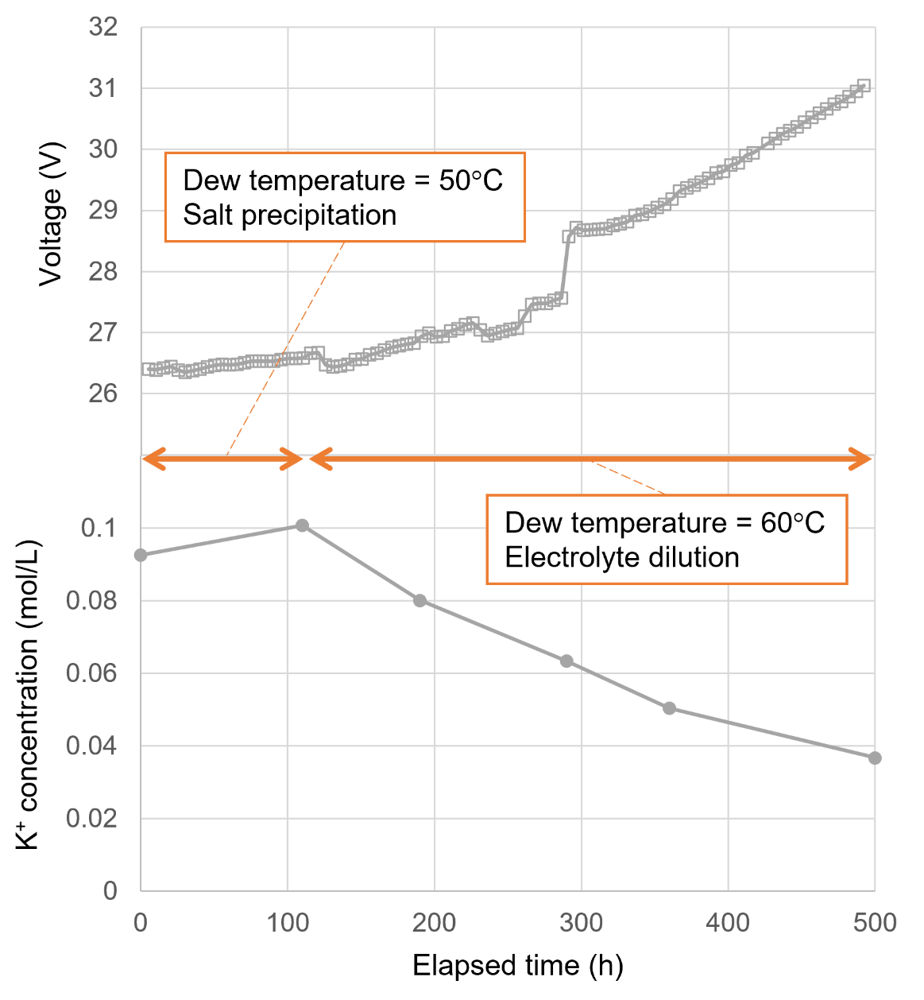 32
31
30
29
28
27
26
Voltage (V)
Dew temperature = 50°C
Salt precipitation
Dew temperature = 60°C
Electrolyte dilution
0.1
0.08
0.06
0.04
0.02
0
K⁺ concentration (mol/L)
0 100 200 300 400 500
Elapsed time (h)